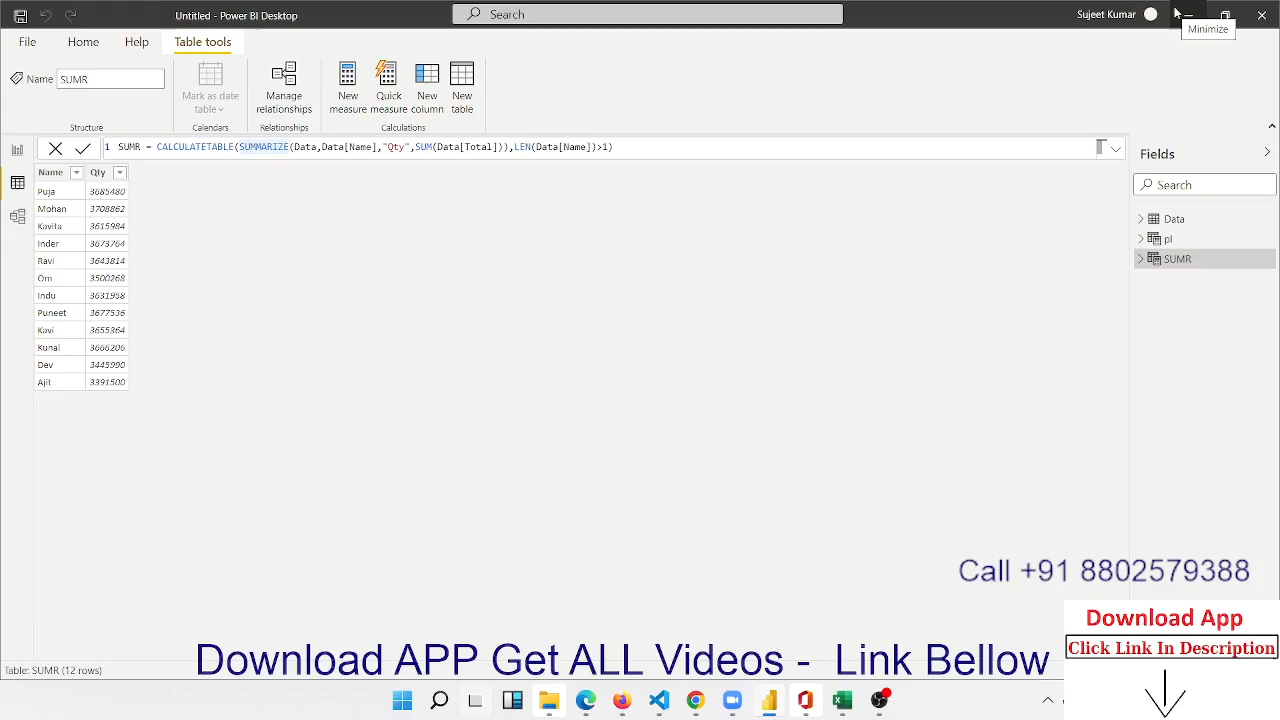 Untitled - Power BI Desktop
Search
Sujeet Kumar
Minimize
File
Home
Help
Table tools
Name
SUMR
Mark as date
table
Manage
relationships
New
measure
Quick
measure
New
column
New
table
Structure
Calendars
Relationships
Calculations
1 SUMR = CALCULATETABLE(SUMMARIZE(Data,Data[Name],"Qty",SUM(Data[Total])),LEN(Data[Name])>1)
Name Qty
Puja 3685480
Mohan 3708862
Kavita 3615984
Inder 3673764
Ravi 3643814
Om 3500268
Indu 3631958
Puneet 3677536
Kavi 3655364
Kunal 3666206
Dev 3445990
Ajit 3391500
Fields
Search
Data
pl
SUMR
Call +91 8802579388
Download App
Click Link In Description
Download APP Get ALL Videos - Link Bellow
Table: SUMR (12 rows)